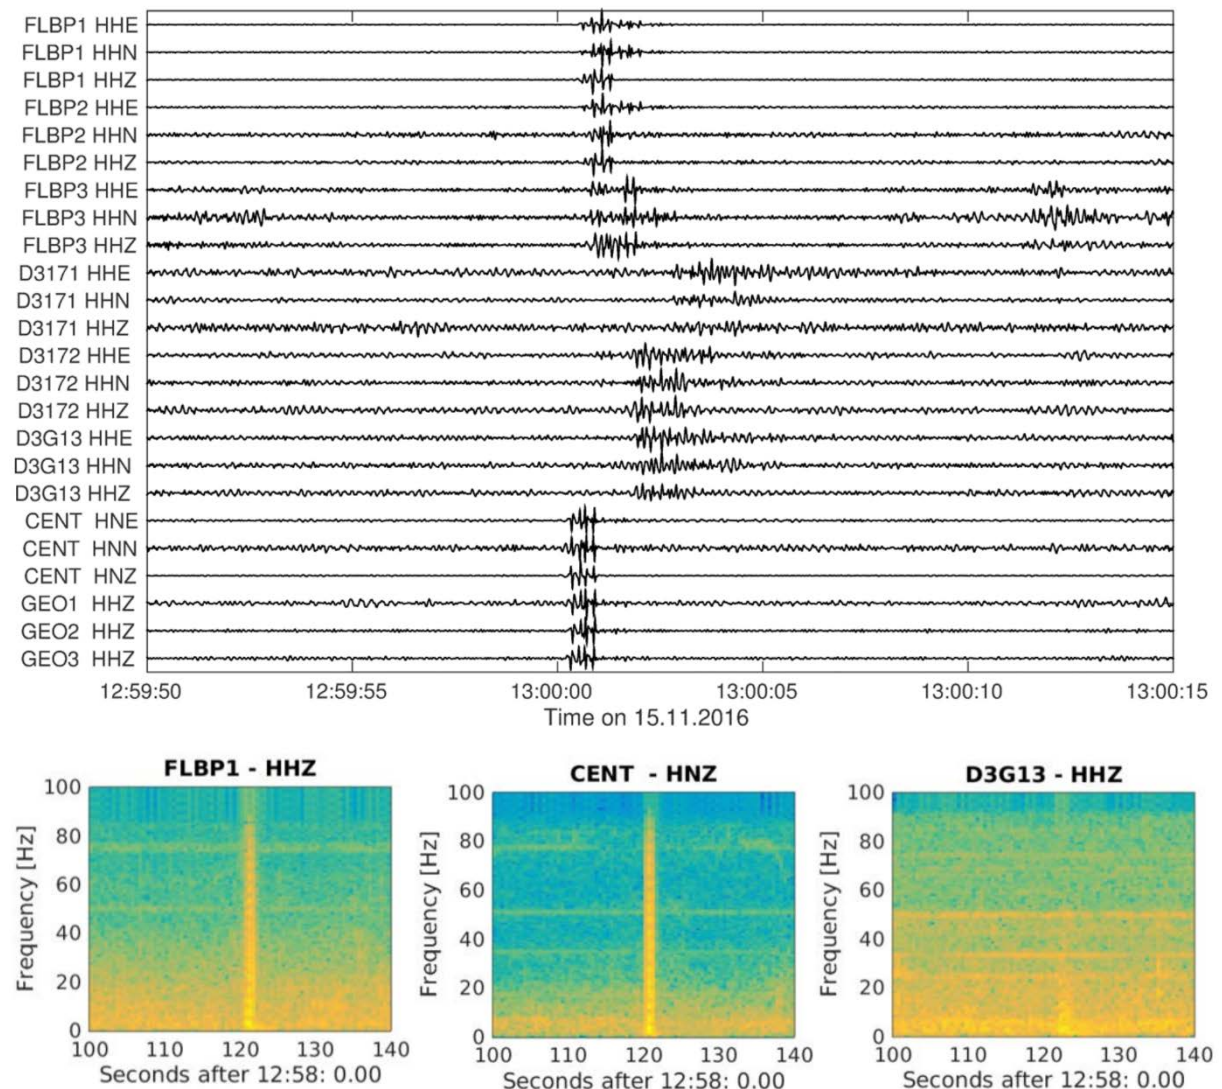 FLBP1 HHE
FLBP1 HHN
FLBP1 HHZ
FLBP2 HHE
FLBP2 HHN
FLBP2 HHZ
FLBP3 HHE
FLBP3 HHN
FLBP3 HHZ
D3171 HHE
D3171 HHN
D3171 HHZ
D3172 HHE
D3172 HHN
D3172 HHZ
D3G13 HHE
D3G13 HHN
D3G13 HHZ
CENT HNE
CENT HNN
CENT HNZ
GEO1 HHZ
GEO2 HHZ
GEO3 HHZ
12:59:50 12:59:55 13:00:00 13:00:05 13:00:10 13:00:15
Time on 15.11.2016
FLBP1 - HHZ
Frequency [Hz]
100
80
60
40
20
0
100 110 120 130 140
Seconds after 12:58: 0.00
CENT - HNZ
Frequency [Hz]
100
80
60
40
20
0
100 110 120 130 140
Seconds after 12:58: 0.00
D3G13 - HHZ
Frequency [Hz]
100
80
60
40
20
0
100 110 120 130 140
Seconds after 12:58: 0.00